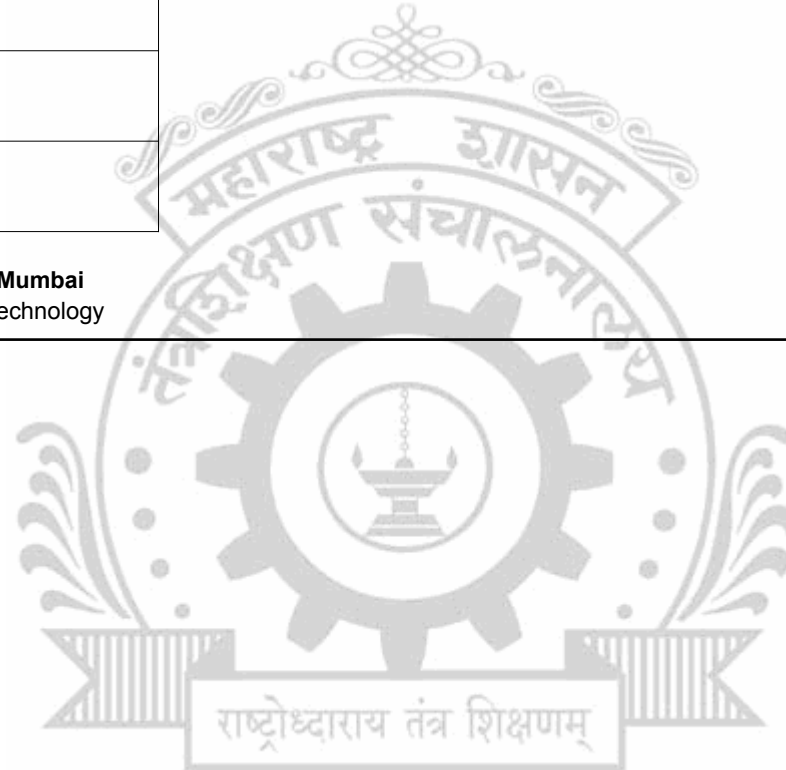 महाराष्ट्र शासन
तंत्रशिक्षण संचालनालय
Mumbai
echnology
राष्ट्रोध्दाराय तंत्र शिक्षणम्